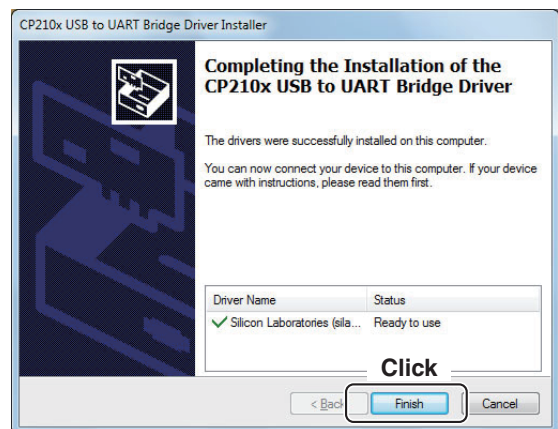 CP210x USB to UART Bridge Driver Installer
Completing the Installation of the
CP210x USB to UART Bridge Driver
The drivers were successfully installed on this computer.
You can now connect your device to this computer. If your device
came with instructions, please read them first.
Driver Name Status
Silicon Laboratories (sila... Ready to use
Click
< Back Finish Cancel